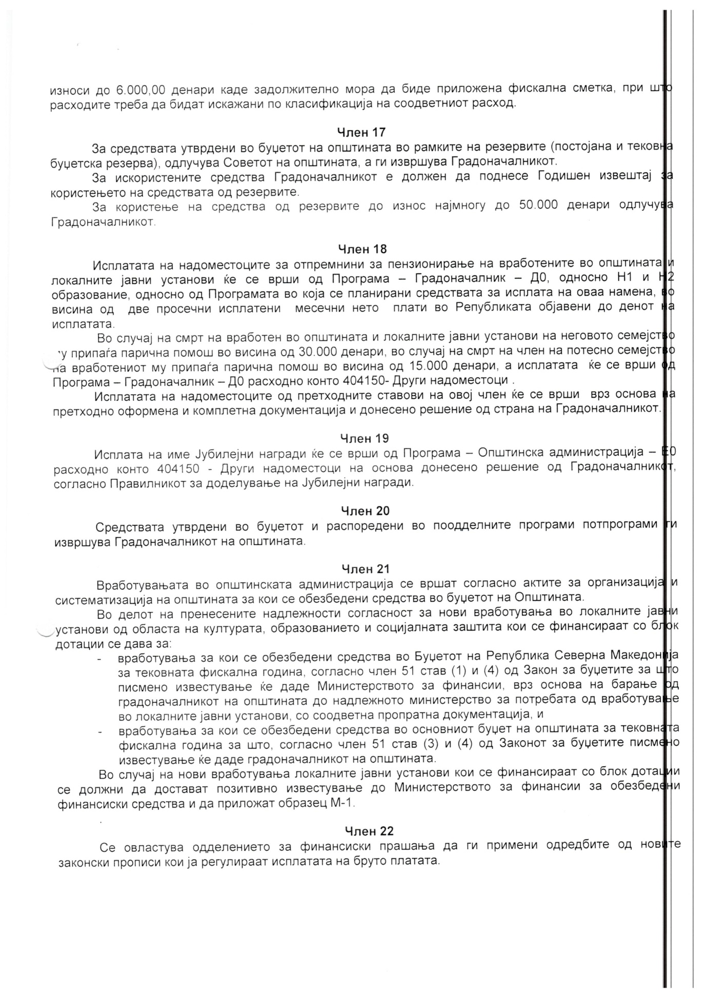 износи до 6.000,00 денари каде задолжително мора да биде приложена фискална сметка, при што
расходите треба да бидат искажани по класификација на соодветниот расход.
Член 17
За средствата утврдени во буџетот на општината во рамките на резервите (постојана и тековна
буџетска резерва), одлучува Советот на општината, а ги извршува Градоначалникот.
За искористените средства Градоначалникот е должен да поднесе Годишен извештај за
користењето на средствата од резервите.
За користење на средства од резервите до износ најмногу до 50.000 денари одлучува
Градоначалникот.
Член 18
Исплатата на надоместоците за отпремнини за пензионирање на вработените во општината и
локалните јавни установи ќе се врши од Програма – Градоначалник – Д0, односно Н1 и Н2
образование, односно од Програмата во која се планирани средствата за исплата на оваа намена, во
висина од две просечни исплатени месечни нето плати во Републиката објавени до денот на
исплатата.
Во случај на смрт на вработен во општината и локалните јавни установи на неговото семејство
му припаѓа парична помош во висина од 30.000 денари, во случај на смрт на член на потесно семејство
на вработениот му припаѓа парична помош во висина од 15.000 денари, а исплатата ќе се врши од
Програма – Градоначалник – Д0 расходно конто 404150- Други надоместоци .
Исплатата на надоместоците од претходните ставови на овој член ќе се врши врз основа на
претходно оформена и комплетна документација и донесено решение од страна на Градоначалникот.
Член 19
Исплата на име Јубилејни награди ќе се врши од Програма – Општинска администрација – Е0
расходно конто 404150 - Други надоместоци на основа донесено решение од Градоначалникот,
согласно Правилникот за доделување на Јубилејни награди.
Член 20
Средствата утврдени во буџетот и распоредени во поодделните програми потпрограми ги
извршува Градоначалникот на општината.
Член 21
Вработувањата во општинската администрација се вршат согласно актите за организација и
систематизација на општината за кои се обезбедени средства во буџетот на Општината.
Во делот на пренесените надлежности согласност за нови вработувања во локалните јавни
установи од областа на културата, образованието и социјалната заштита кои се финансираат со блок
дотации се дава за:
- вработувања за кои се обезбедени средства во Буџетот на Република Северна Македонија
за тековната фискална година, согласно член 51 став (1) и (4) од Закон за буџетите за што
писмено известување ќе даде Министерството за финансии, врз основа на барање од
градоначалникот на општината до надлежното министерство за потребата од вработување
во локалните јавни установи, со соодветна пропратна документација, и
- вработувања за кои се обезбедени средства во основниот буџет на општината за тековната
фискална година за што, согласно член 51 став (3) и (4) од Законот за буџетите писмено
известување ќе даде градоначалникот на општината.
Во случај на нови вработувања локалните јавни установи кои се финансираат со блок дотации
се должни да достават позитивно известување до Министерството за финансии за обезбедени
финансиски средства и да приложат образец М-1.
Член 22
Се овластува одделението за финансиски прашања да ги примени одредбите од новите
законски прописи кои ја регулираат исплатата на бруто платата.